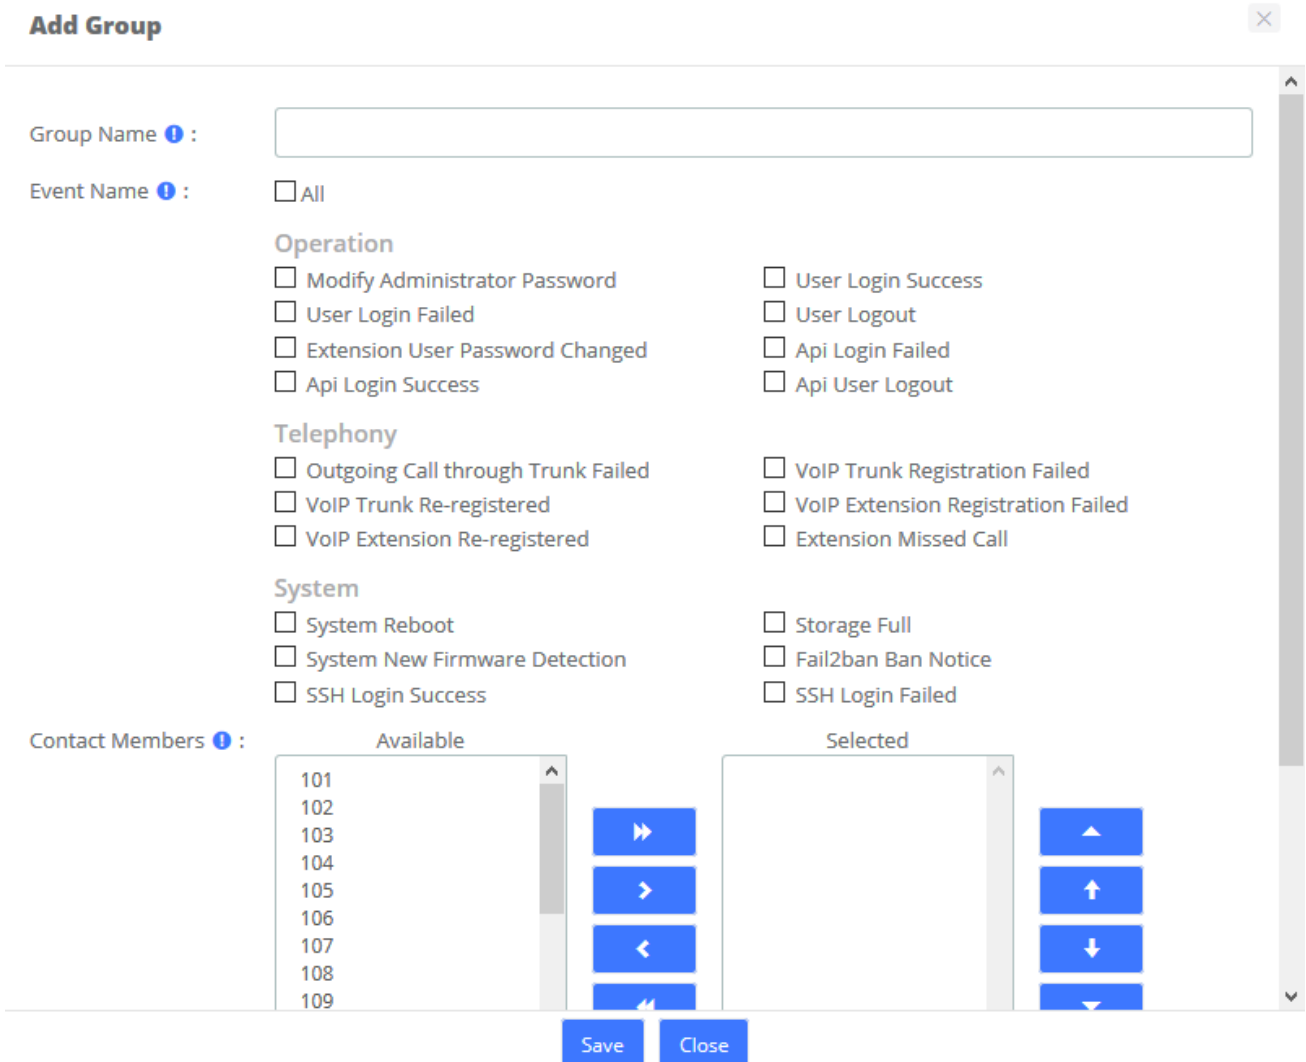 Add Group
Group Name :
Event Name : All
Operation
Modify Administrator Password User Login Success
User Login Failed User Logout
Extension User Password Changed Api Login Failed
Api Login Success Api User Logout
Telephony
Outgoing Call through Trunk Failed VoIP Trunk Registration Failed
VoIP Trunk Re-registered VoIP Extension Registration Failed
VoIP Extension Re-registered Extension Missed Call
System
System Reboot Storage Full
System New Firmware Detection Fail2ban Ban Notice
SSH Login Success SSH Login Failed
Contact Members : Available Selected
101
102
103
104
105
106
107
108
109
Save Close